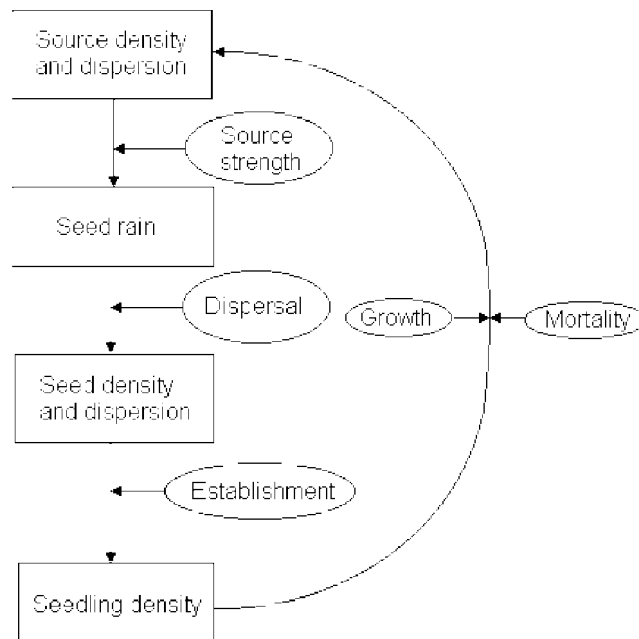 Source density
and dispersion
Source
strength
Seed rain
Dispersal
Growth
Mortality
Seed density
and dispersion
Establishment
Seedling density